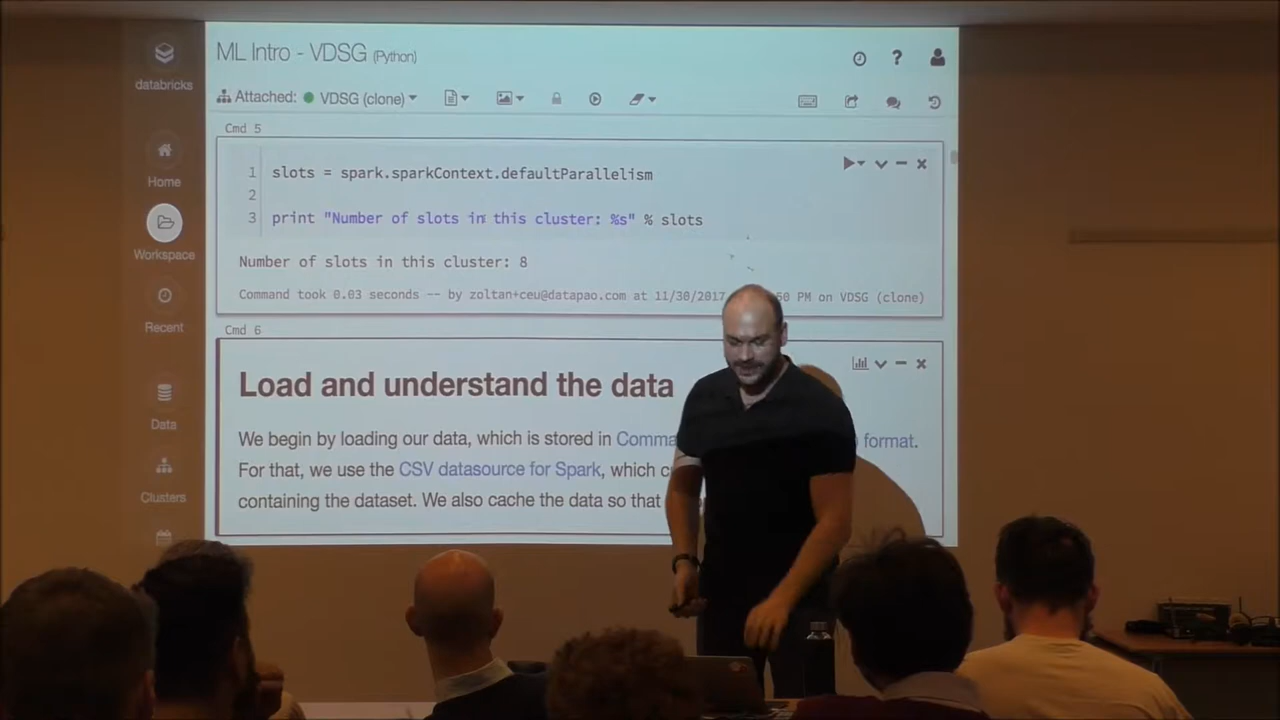 databricks
Home
Workspace
Recent
Data
Clusters
ML Intro - VDSG (Python)
Attached: VDSG (clone)
?
Cmd 5
1 slots = spark.sparkContext.defaultParallelism
2
3 print "Number of slots in this cluster: %s" % slots
Number of slots in this cluster: 8
Command took 0.03 seconds -- by zoltan+ceu@datapao.com at 11/30/2017 PM on VDSG (clone)
Cmd 6
Load and understand the data
We begin by loading our data, which is stored in format.
For that, we use the CSV datasource for Spark, which
containing the dataset. We also cache the data so that